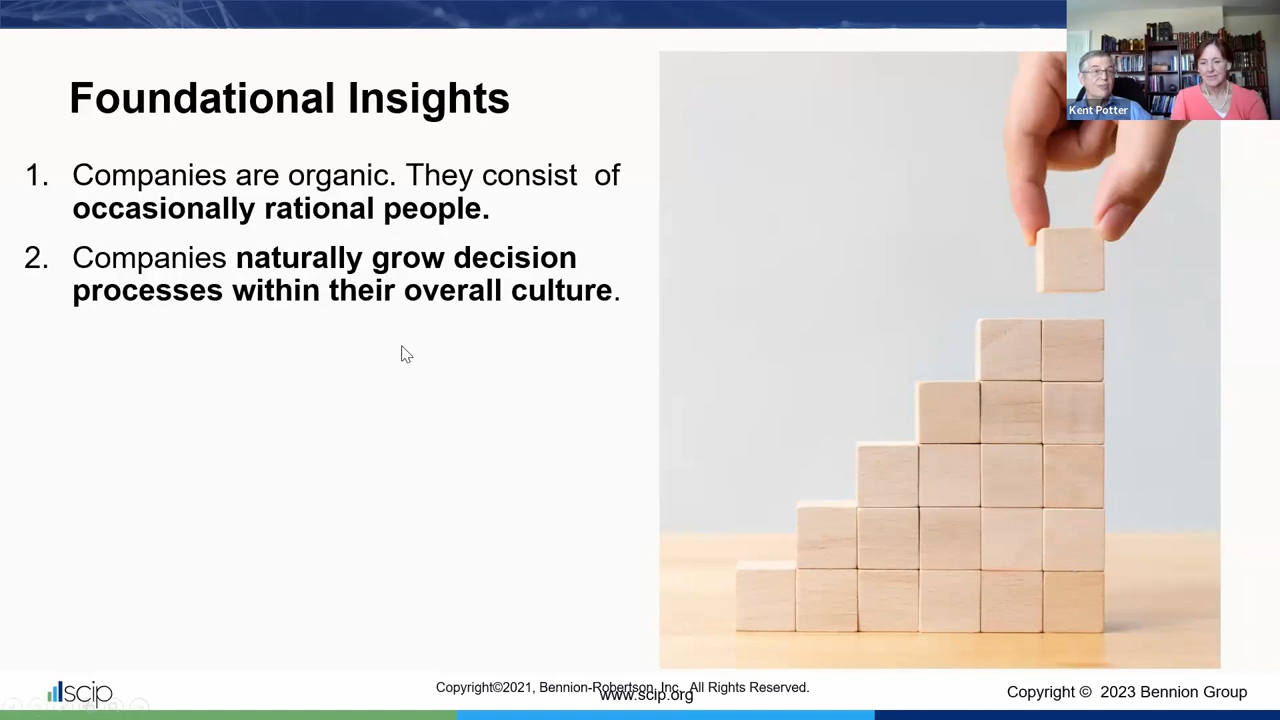 Kent Potter
Foundational Insights
1. Companies are organic. They consist  of
occasionally rational people.
2. Companies naturally grow decision
processes within their overall culture.
scip
Copyright©2021, Bennion-Robertson, Inc.  All Rights Reserved.
www.scip.org
Copyright ©  2023 Bennion Group